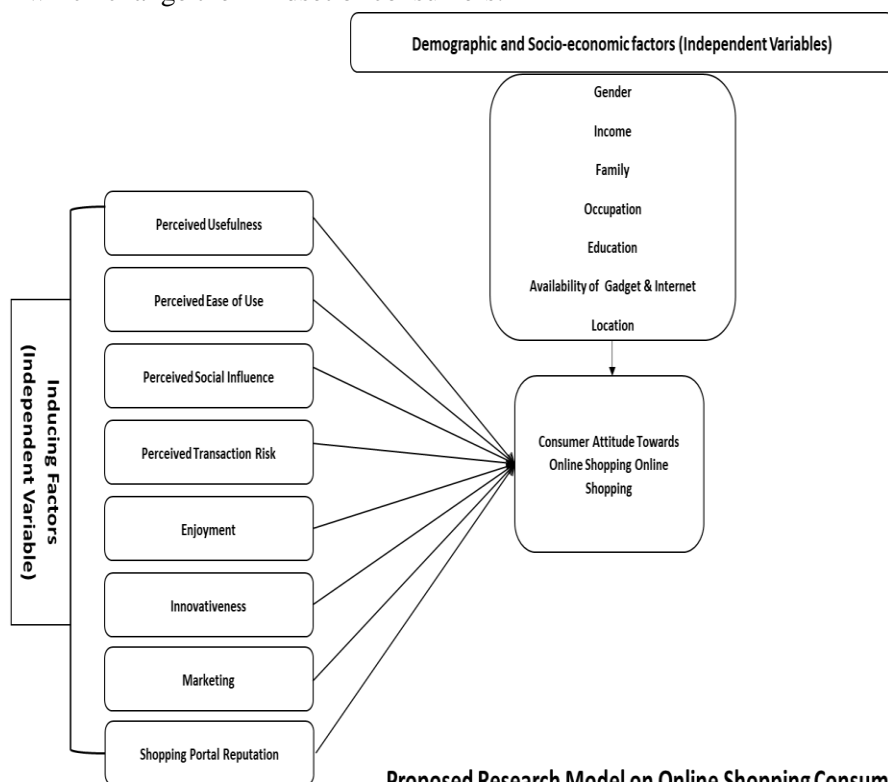 Demographic and Socio-economic factors (Independent Variables)
Gender
Income
Family
Occupation
Education
Availability of Gadget & Internet
Location
Inducing Factors
(Independent Variable)
Perceived Usefulness
Perceived Ease of Use
Perceived Social Influence
Perceived Transaction Risk
Enjoyment
Innovativeness
Marketing
Shopping Portal Reputation
Consumer Attitude Towards
Online Shopping Online
Shopping
Proposed Research Model on Online Shopping Consum